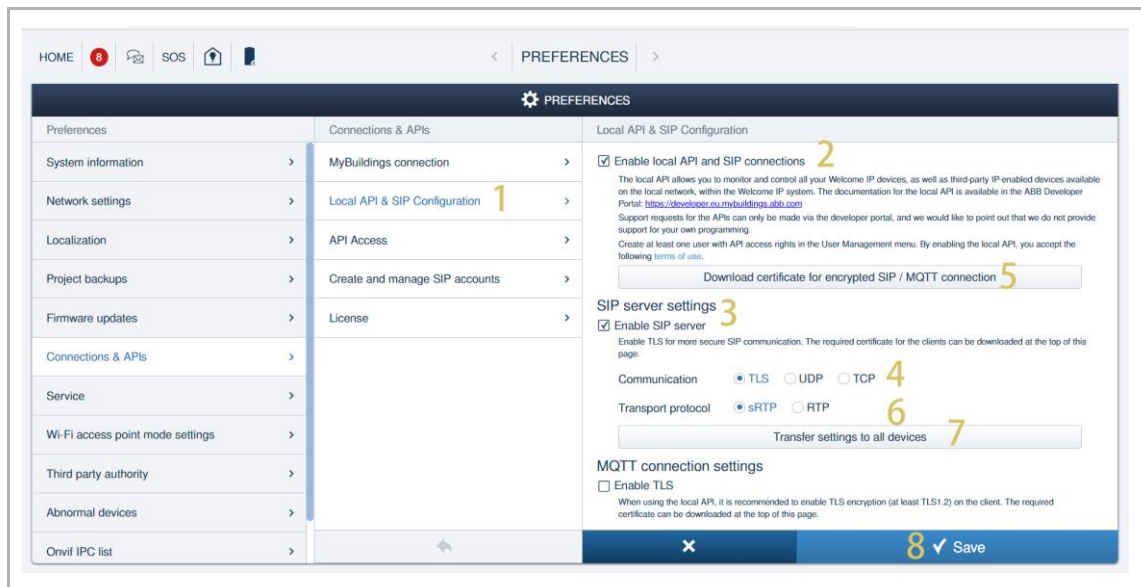 HOME 8 SOS < PREFERENCES >
PREFERENCES
Preferences
System information >
Network settings >
Localization >
Project backups >
Firmware updates >
Connections & APIs >
Service >
Wi-Fi access point mode settings >
Third party authority >
Abnormal devices >
Onvif IPC list >
Connections & APIs
MyBuildings connection >
Local API & SIP Configuration 1 >
API Access >
Create and manage SIP accounts >
License >
Local API & SIP Configuration
Enable local API and SIP connections 2
The local API allows you to monitor and control all your Welcome IP devices, as well as third-party IP-enabled devices available
on the local network, within the Welcome IP system. The documentation for the local API is available in the ABB Developer
Portal: https://developer.eu.mybuildings.abb.com
Support requests for the APIs can only be made via the developer portal, and we would like to point out that we do not provide
support for your own programming.
Create at least one user with API access rights in the User Management menu. By enabling the local API, you accept the
following terms of use.
Download certificate for encrypted SIP / MQTT connection 5
SIP server settings 3
Enable SIP server
Enable TLS for more secure SIP communication. The required certificate for the clients can be downloaded at the top of this
page.
Communication TLS UDP TCP 4
Transport protocol sRTP RTP 6
Transfer settings to all devices 7
MQTT connection settings
Enable TLS
When using the local API, it is recommended to enable TLS encryption (at least TLS1.2) on the client. The required
certificate can be downloaded at the top of this page.
8 Save